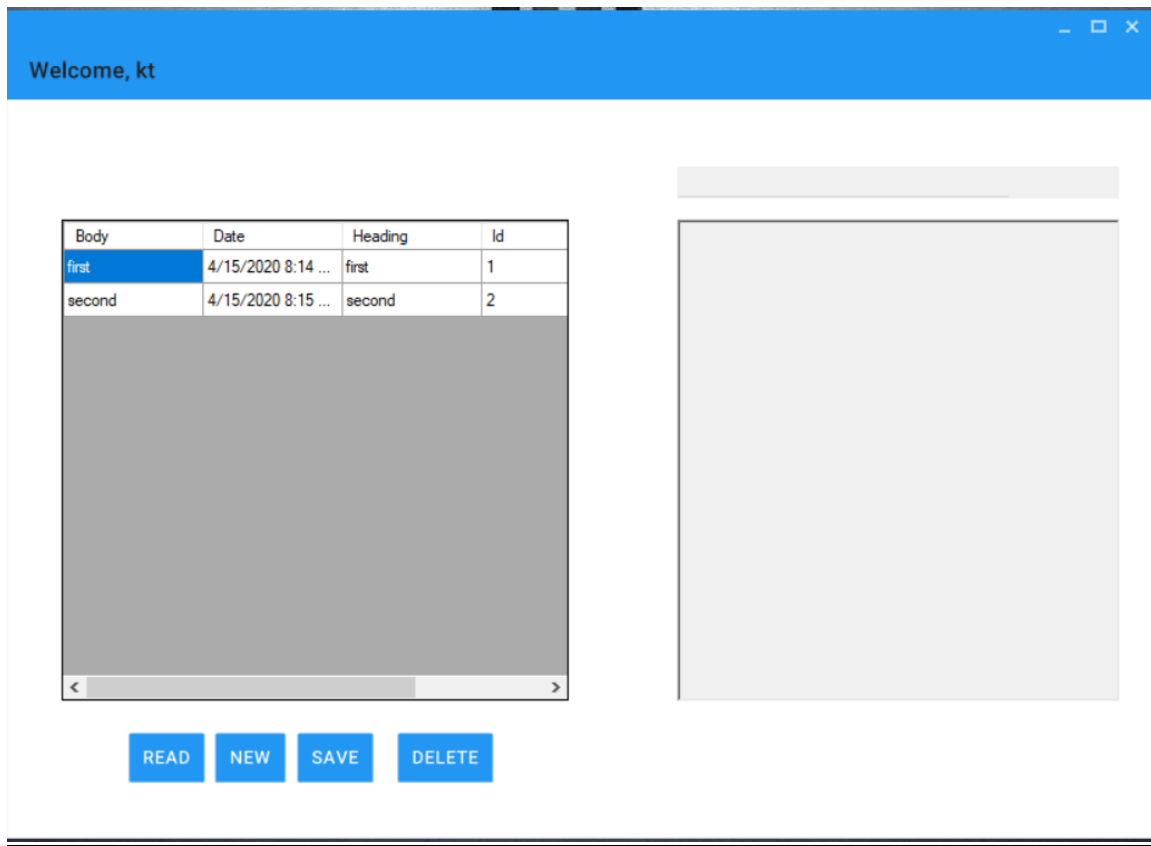 Welcome, kt
Body Date Heading Id
first 4/15/2020 8:14 ... first 1
second 4/15/2020 8:15 ... second 2
READ NEW SAVE DELETE